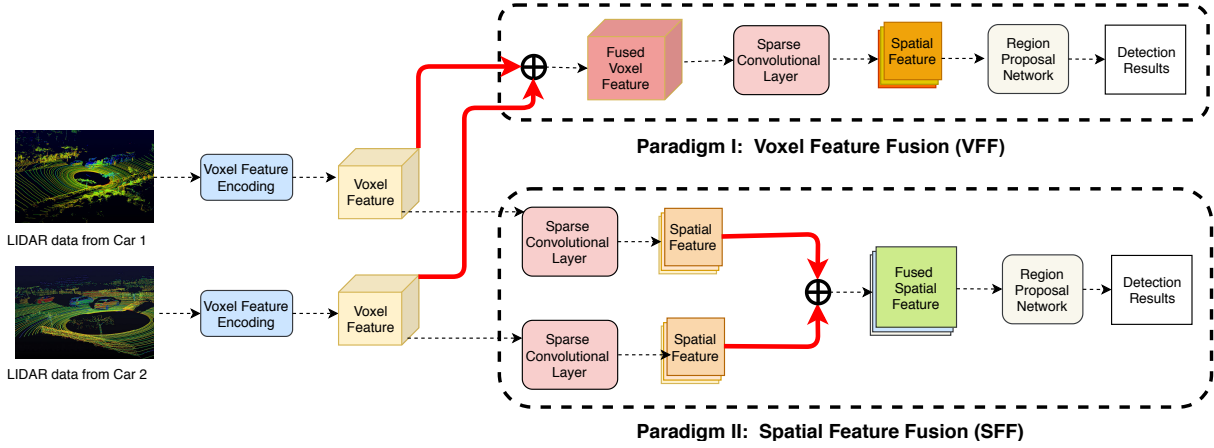 Fused
Voxel
Feature
Sparse
Convolutional
Layer
Spatial
Feature
Region
Proposal
Network
Detection
Results
Paradigm I:  Voxel Feature Fusion (VFF)
Voxel Feature
Encoding
Voxel
Feature
LIDAR data from Car 1
Sparse
Convolutional
Layer
Spatial
Feature
Voxel Feature
Encoding
Voxel
Feature
Fused
Spatial
Feature
Region
Proposal
Network
Detection
Results
Sparse
Convolutional
Layer
Spatial
Feature
LIDAR data from Car 2
Paradigm II:  Spatial Feature Fusion (SFF)